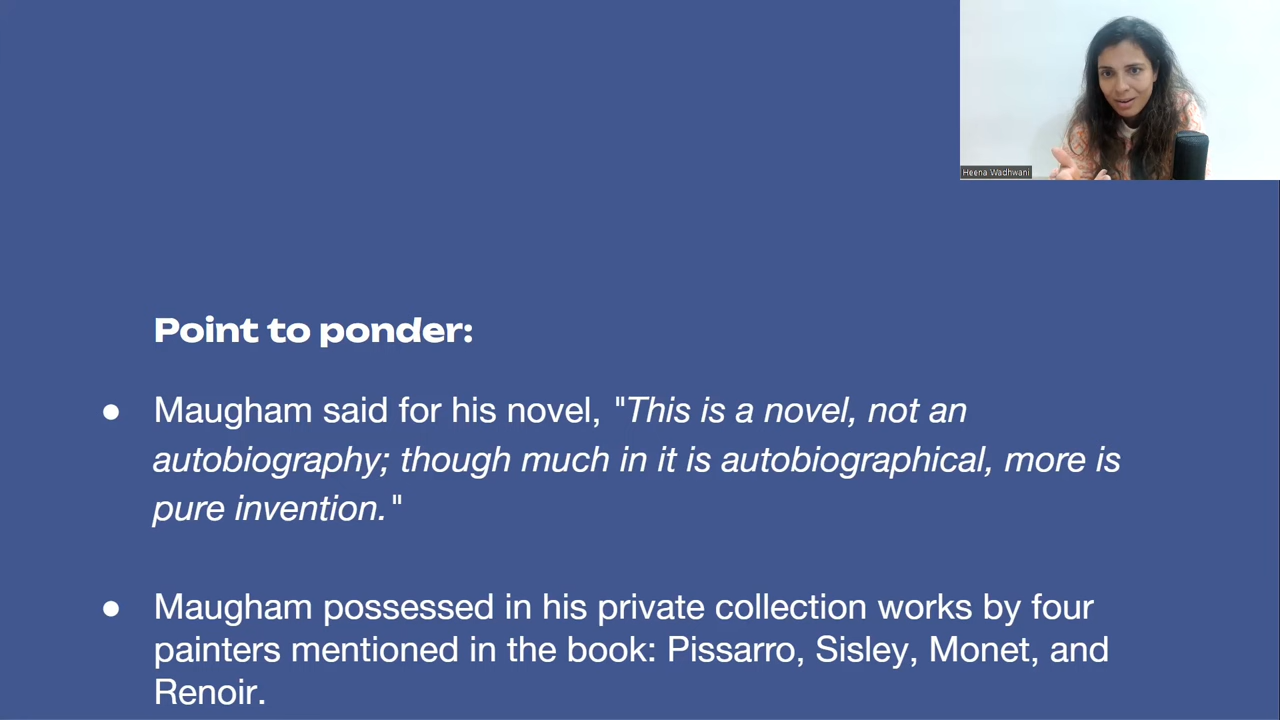 Heena Wadhwani
Point to ponder:
● Maugham said for his novel, "This is a novel, not an
autobiography; though much in it is autobiographical, more is
pure invention."
● Maugham possessed in his private collection works by four
painters mentioned in the book: Pissarro, Sisley, Monet, and
Renoir.